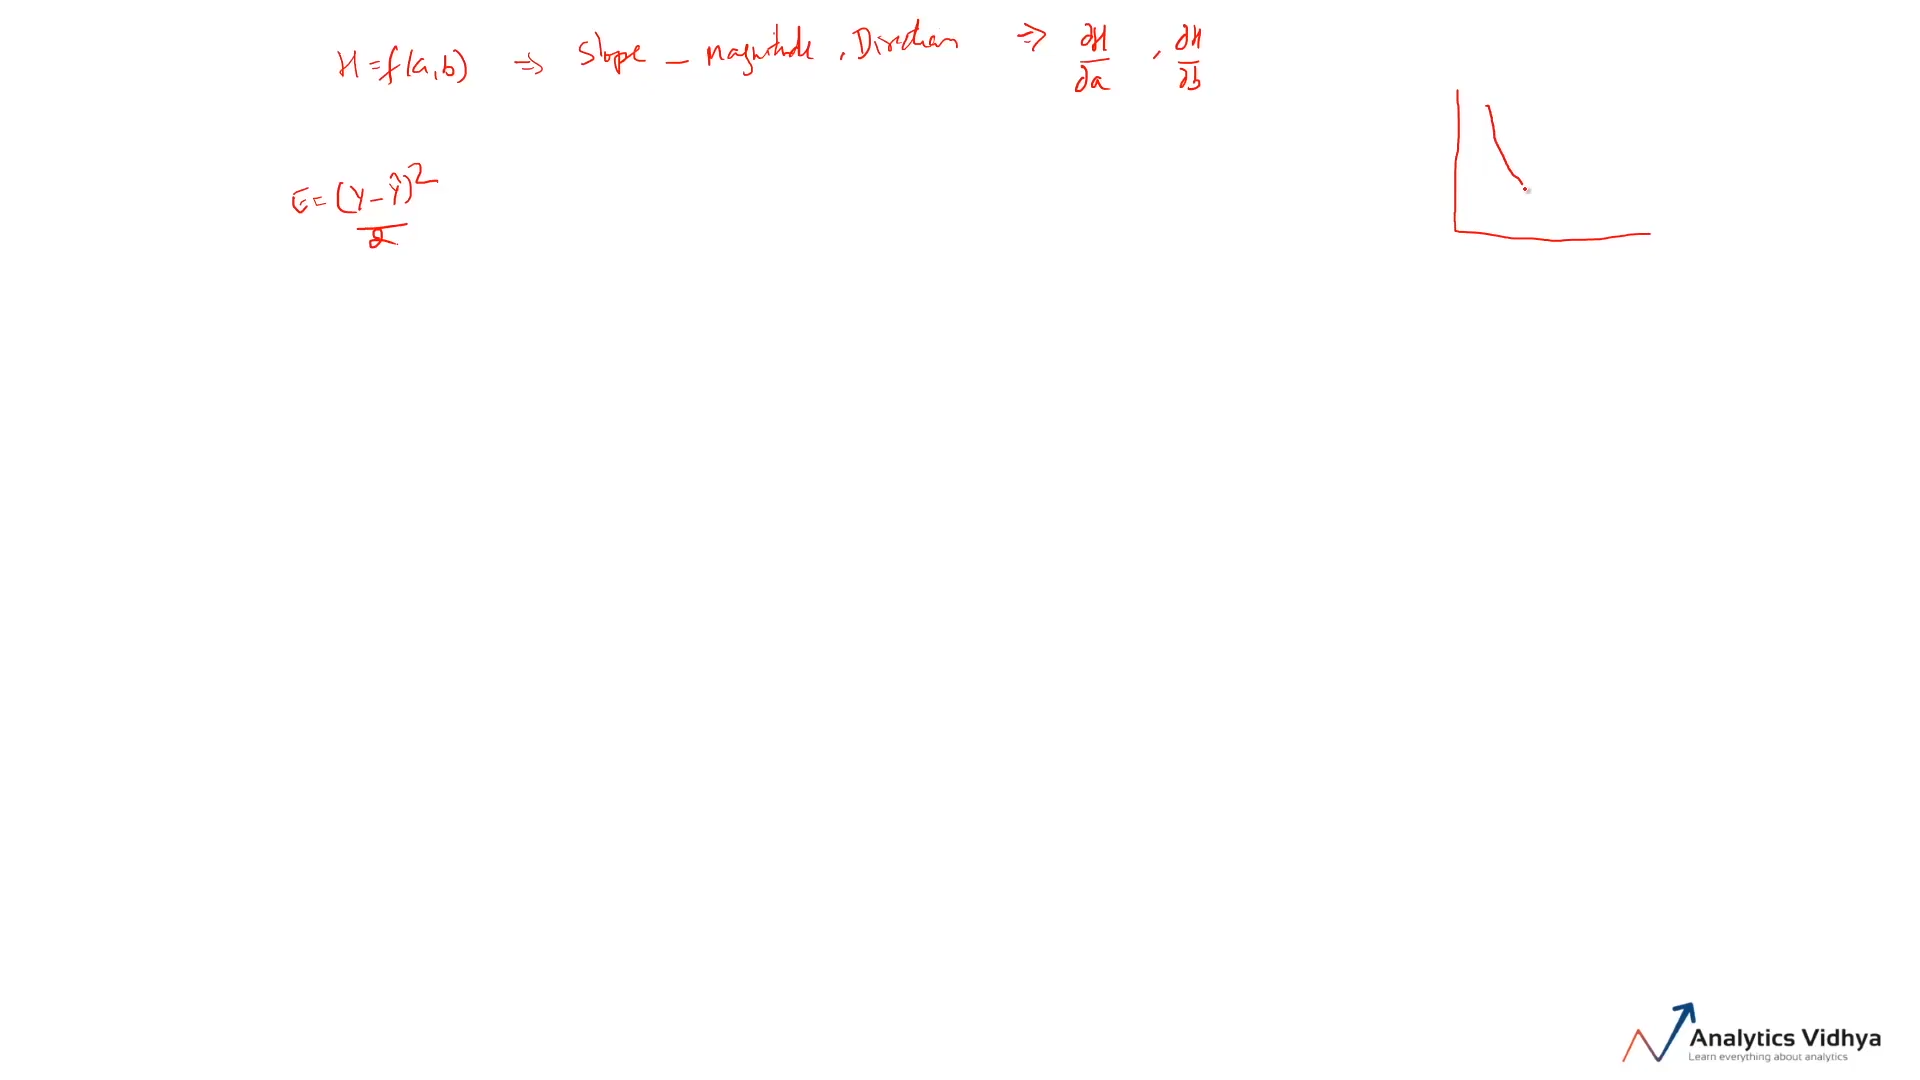 H = f(a,b) ⇒ Slope – Magnitude, Direction ⇒ ∂H/∂a , ∂H/∂b
E = (y – ŷ)²/2
Analytics Vidhya
Learn everything about analytics